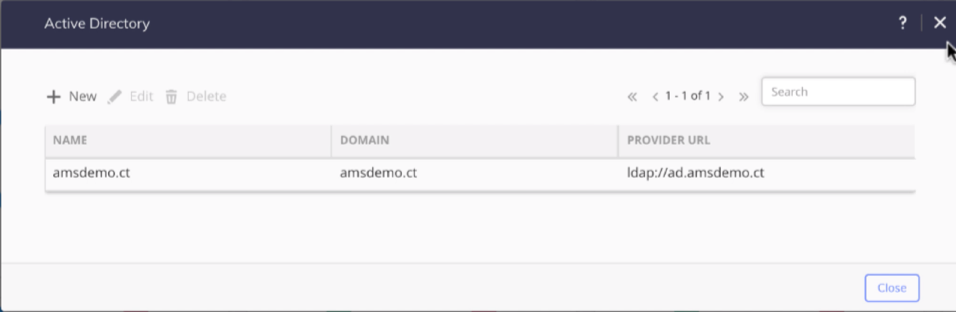 Active Directory ?
New Edit Delete 1 - 1 of 1 Search
NAME DOMAIN PROVIDER URL
amsdemo.ct amsdemo.ct ldap://ad.amsdemo.ct
Close